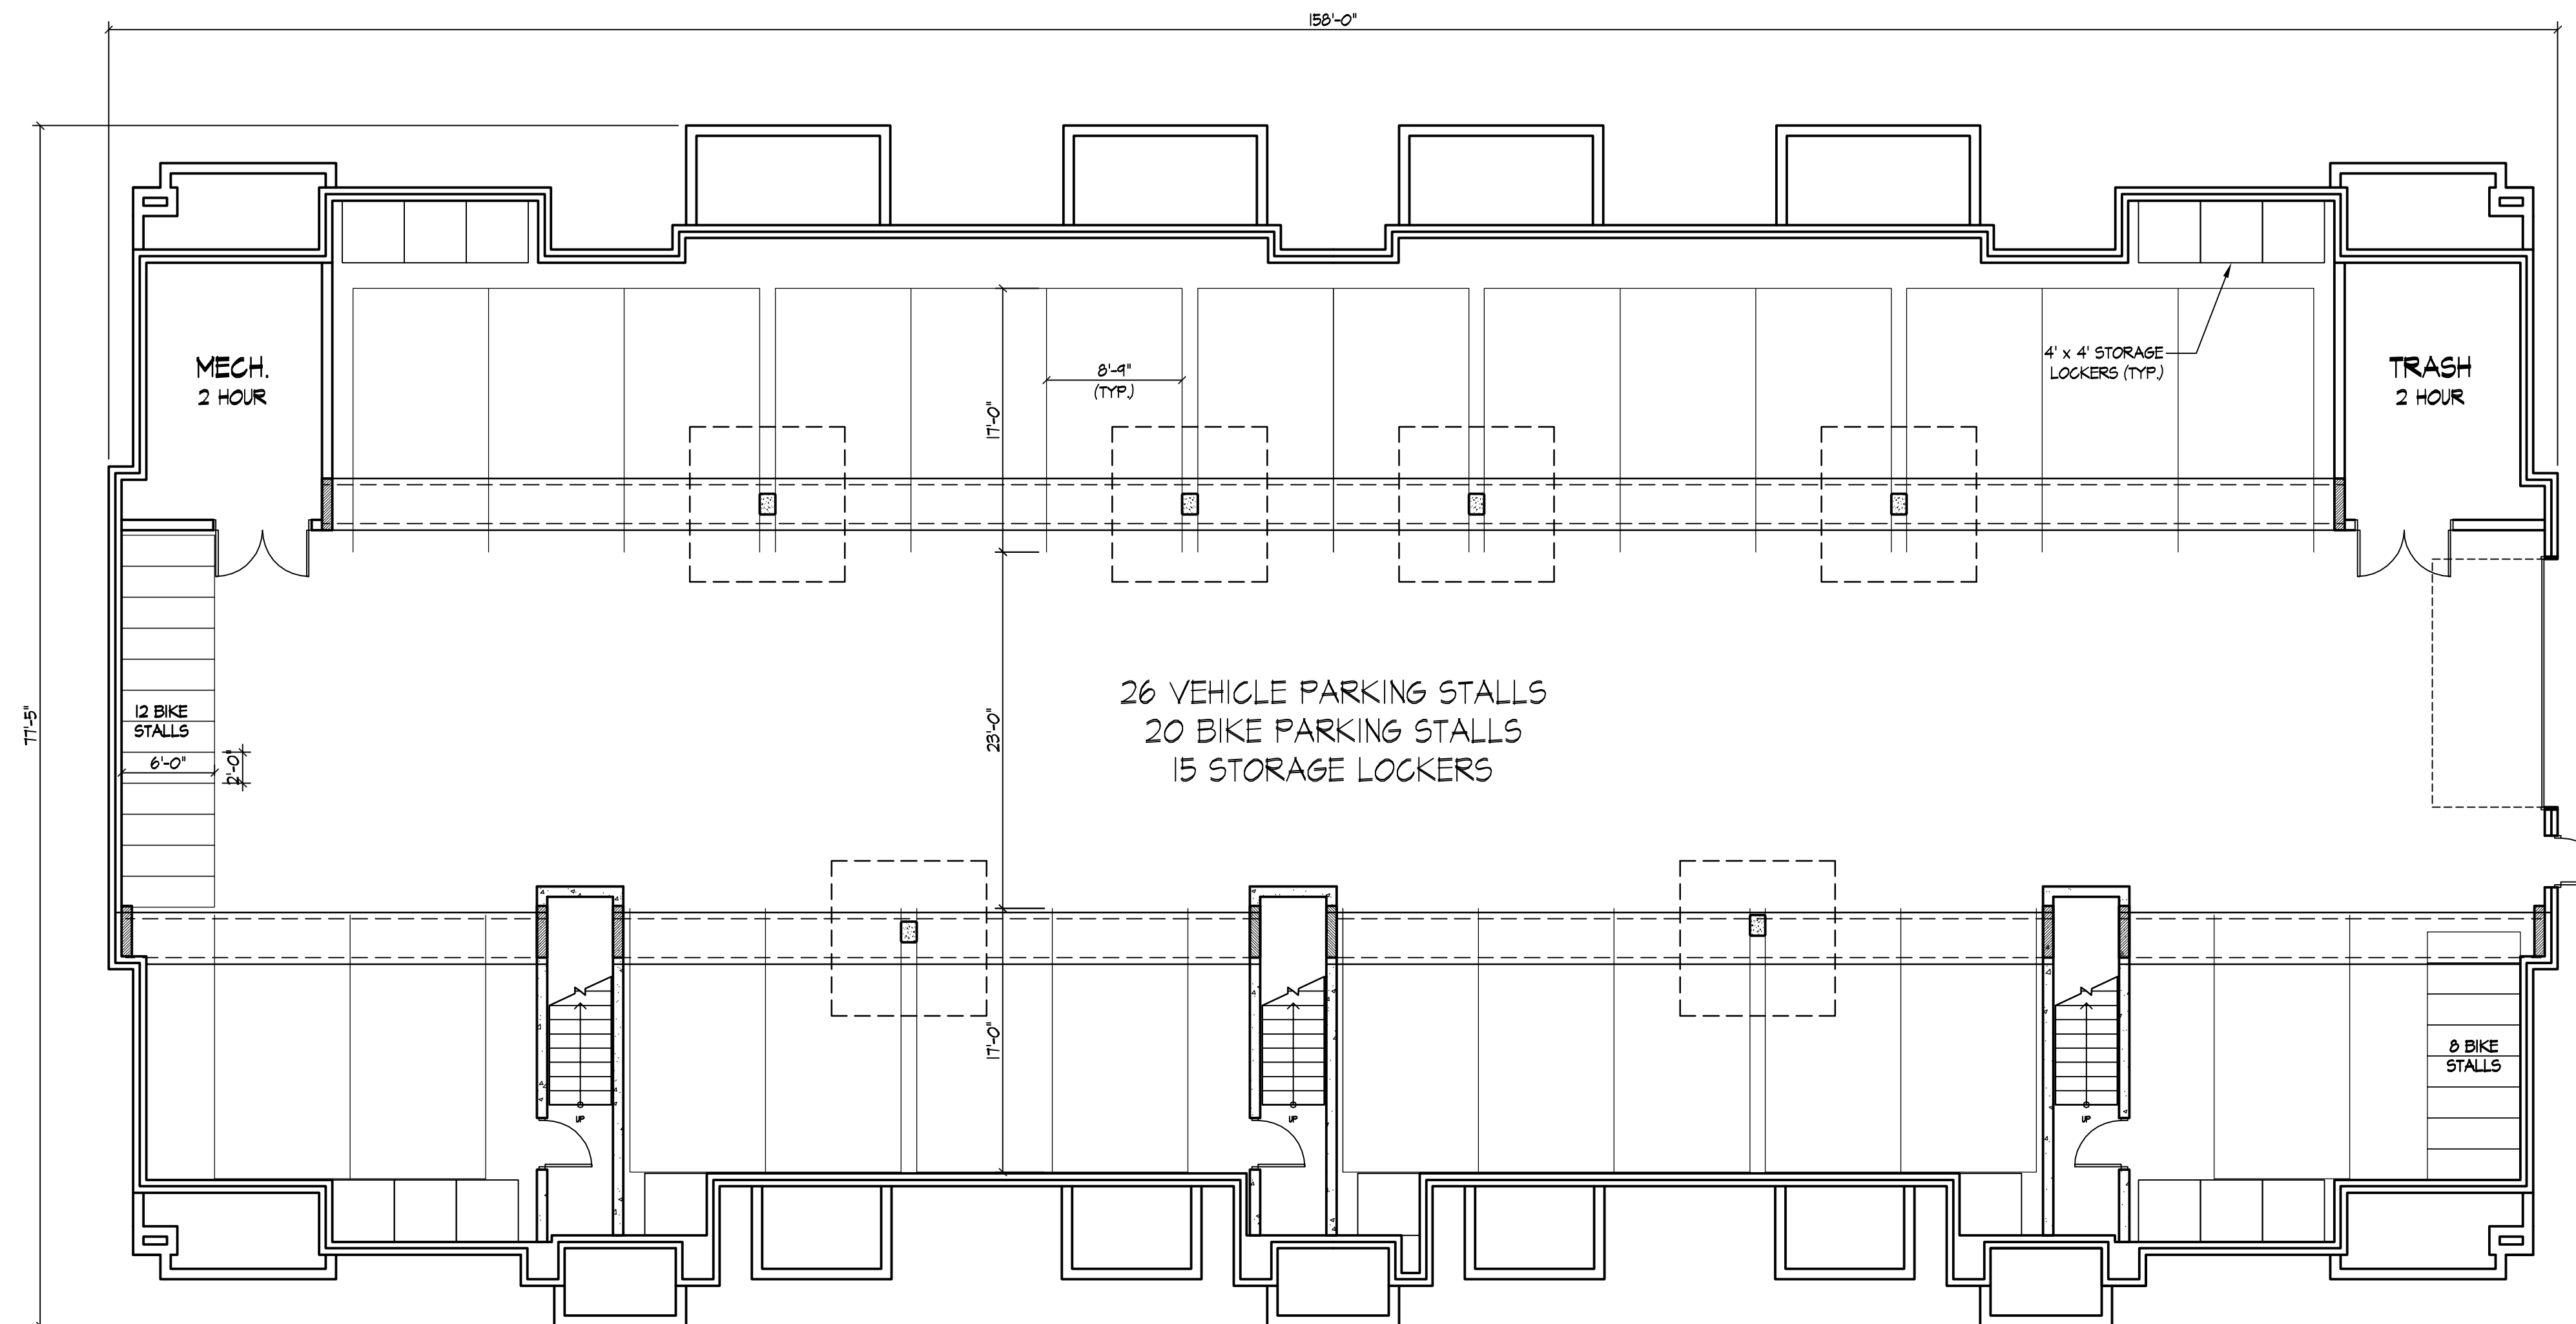 158'-0"
MECH.
2 HOUR
8'-9"
(TYP.)
17'-0"
4' x 4' STORAGE
LOCKERS (TYP.)
TRASH
2 HOUR
77'-5"
12 BIKE
STALLS
6'-0"
2'-0"
23'-0"
26 VEHICLE PARKING STALLS
20 BIKE PARKING STALLS
15 STORAGE LOCKERS
17'-0"
8 BIKE
STALLS
UP
UP
UP